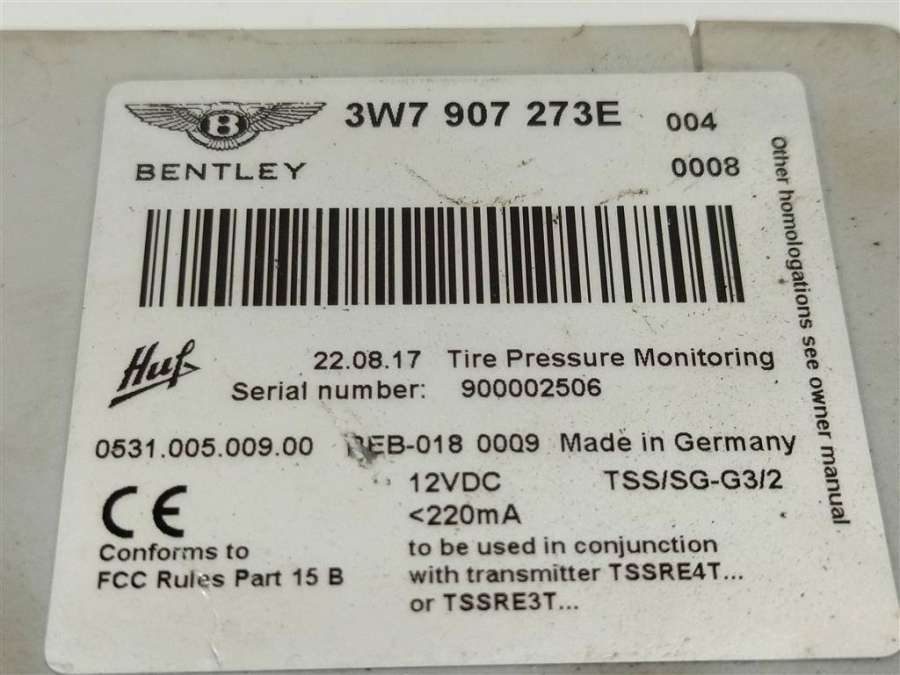 3W7 907 273E 004
BENTLEY 0008
Huf 22.08.17 Tire Pressure Monitoring
Serial number: 900002506
0531.005.009.00 EB-018 0009 Made in Germany
12VDC TSS/SG-G3/2
CE <220mA
Conforms to
FCC Rules Part 15 B
to be used in conjunction
with transmitter TSSRE4T...
or TSSRE3T...
Other homologations see owner manual